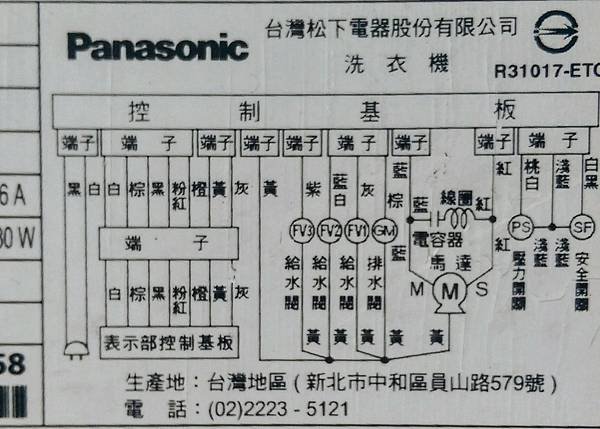 Panasonic 台灣松下電器股份有限公司
洗衣機 R31017-ETC
控制基板
端子 端子 端子 端子 端子 端子 端子 端子 端子
黑 白 白 棕 黑 粉紅 橙 黃 灰 黃 紫 藍白 灰 棕 藍 紅 桃白 淺藍 淺藍 白黑
6A
80W
藍 線圈 紅
FV3 FV2 FV1 GM 電容器 PS SF
端子
藍 馬達 紅 淺藍 淺藍
白 棕 黑 粉紅 橙 黃 灰 給水閥 給水閥 給水閥 排水閥 M M S 壓力開關 安全開關
表示部控制基板 黃 黃 黃 黃 黃
58
生產地：台灣地區(新北市中和區員山路579號)
電話：(02)2223-5121